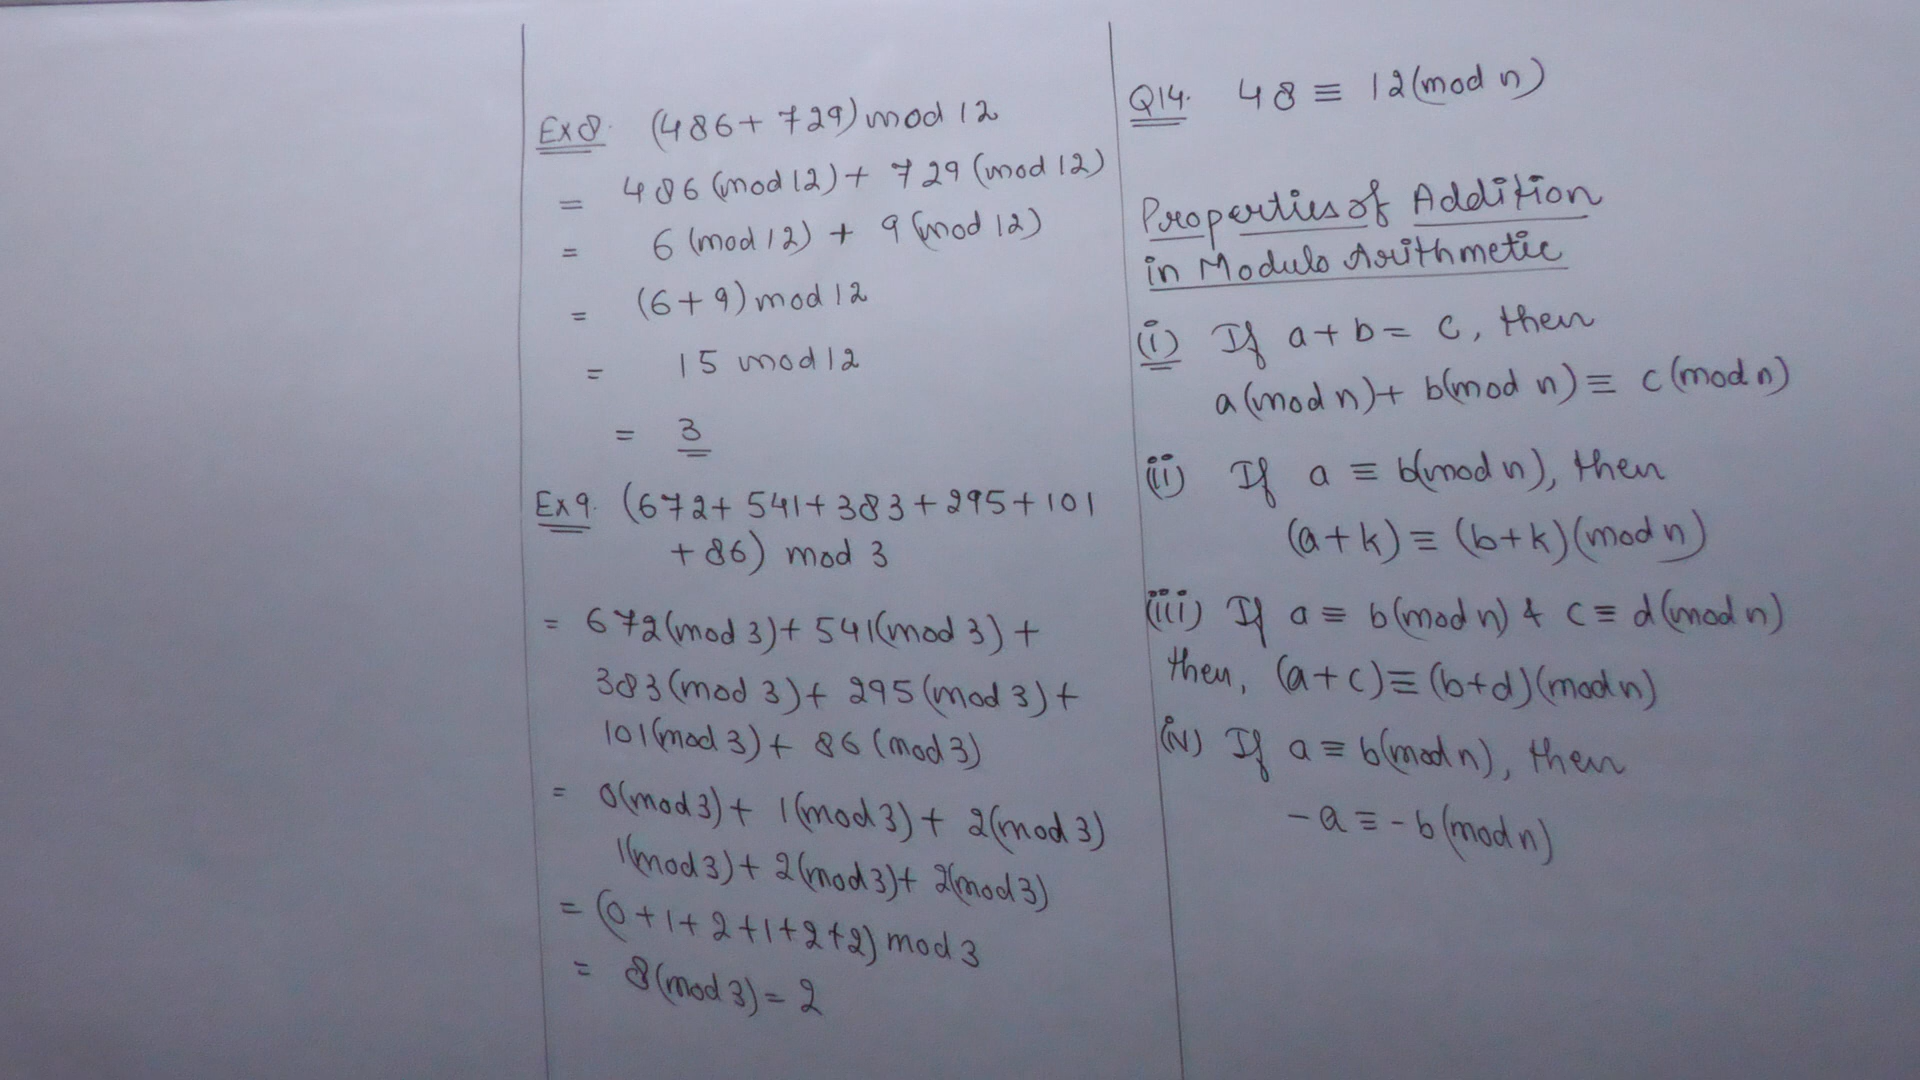 Ex8. (486+ 729) mod 12
= 486 (mod 12) + 729 (mod 12)
= 6 (mod 12) + 9 (mod 12)
= (6+9) mod 12
= 15 mod 12
= 3
Ex9. (672+ 541+ 383+ 295+ 101
+ 86) mod 3
= 672(mod 3)+ 541(mod 3) +
383(mod 3)+ 295(mod 3)+
101(mod 3)+ 86 (mod 3)
= 0(mod 3)+ 1(mod 3)+ 2(mod 3)
1(mod 3)+ 2(mod 3)+ 2(mod 3)
= (0+1+2+1+2+2) mod 3
= 8(mod 3) = 2
Q14. 48 ≡ 12(mod n)
Properties of Addition
in Modulo Arithmetic
(i) If a+b= c, then
a(mod n)+ b(mod n) ≡ c(mod n)
(ii) If a ≡ b(mod n), then
(a+k) ≡ (b+k)(mod n)
(iii) If a ≡ b(mod n) & c ≡ d(mod n)
then, (a+c) ≡ (b+d)(mod n)
(iv) If a ≡ b(mod n), then
-a ≡ -b(mod n)